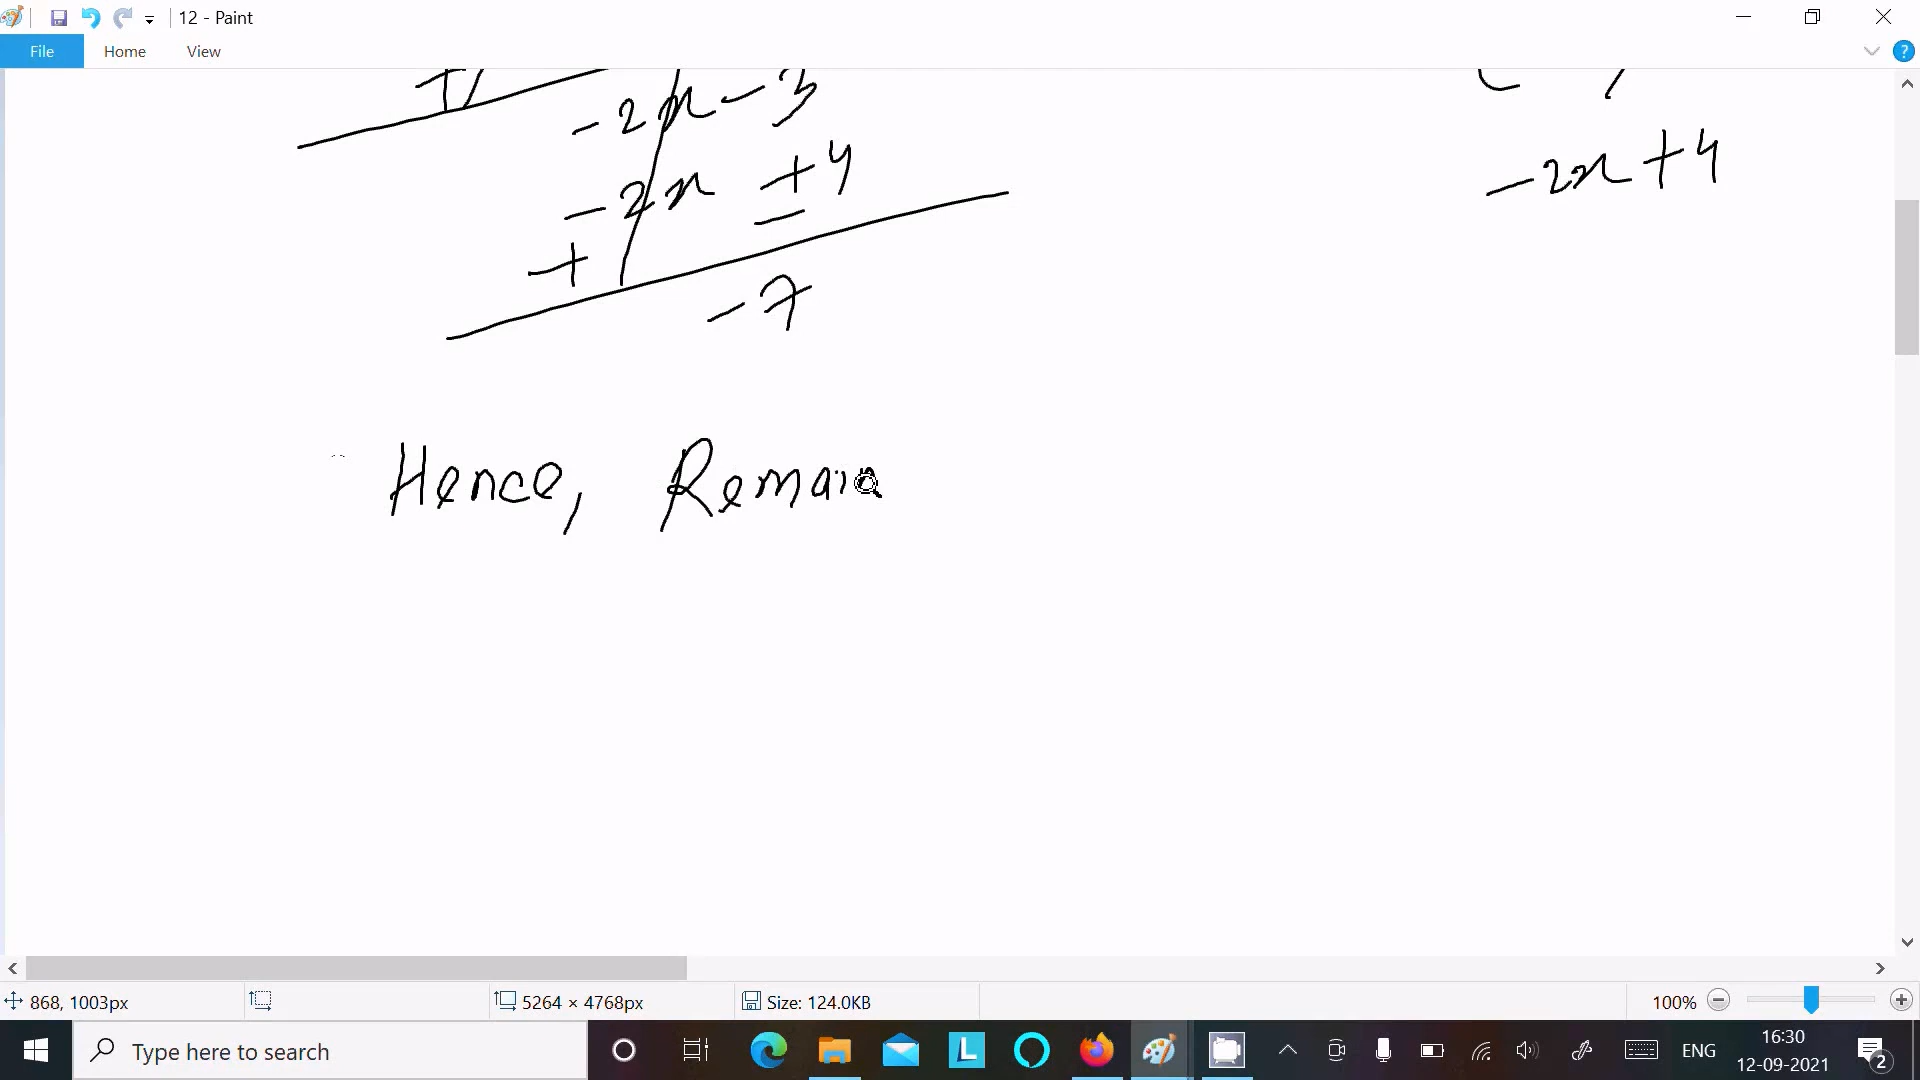 12 - Paint
File Home View
-2x-3
-2x +4
-
+
-7
-2x+4
Hence, Remain
868, 1003px
5264 × 4768px
Size: 124.0KB
100%
Type here to search
L
ENG
16:30
12-09-2021
2